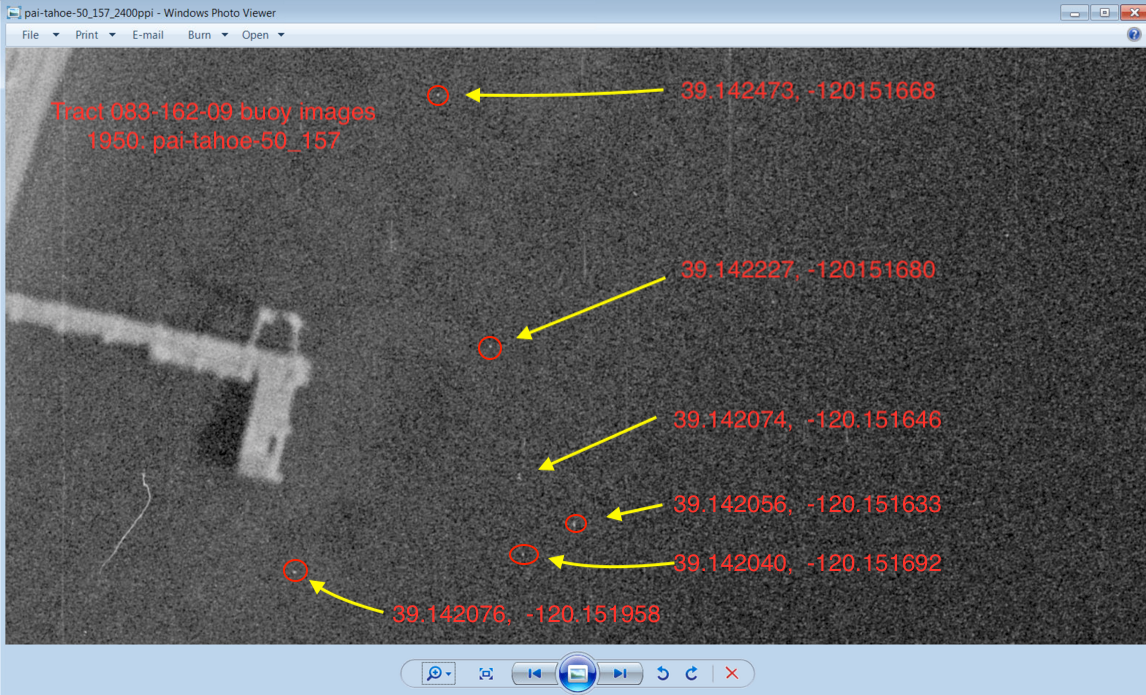 pai-tahoe-50_157_2400ppi - Windows Photo Viewer
File Print E-mail Burn Open
39.142473, -120151668
Tract 083-162-09 buoy images
1950: pai-tahoe-50_157
39.142227, -120151680
39.142074, -120.151646
39.142056, -120.151633
39.142040, -120.151692
39.142076, -120.151958